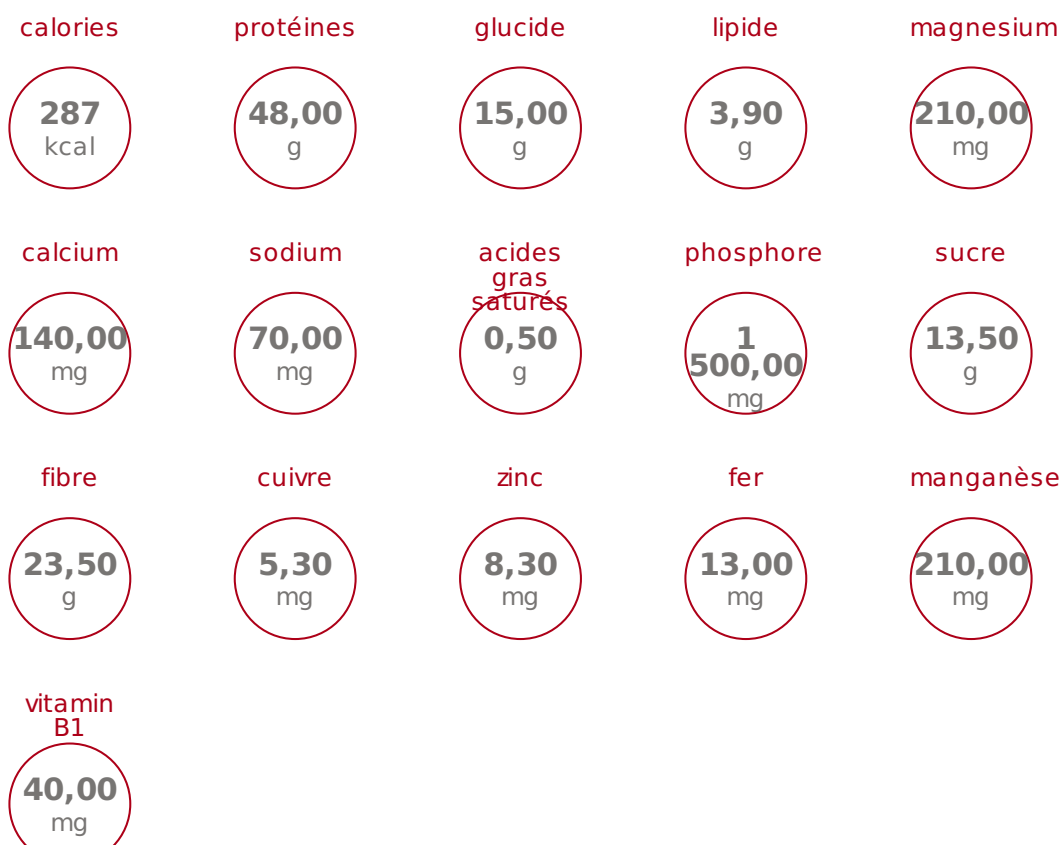 calories
287
kcal
protéines
48,00
g
glucide
15,00
g
lipide
3,90
g
magnesium
210,00
mg
calcium
140,00
mg
sodium
70,00
mg
acides
gras
saturés
0,50
g
phosphore
1
500,00
mg
sucre
13,50
g
fibre
23,50
g
cuivre
5,30
mg
zinc
8,30
mg
fer
13,00
mg
manganèse
210,00
mg
vitamin
B1
40,00
mg